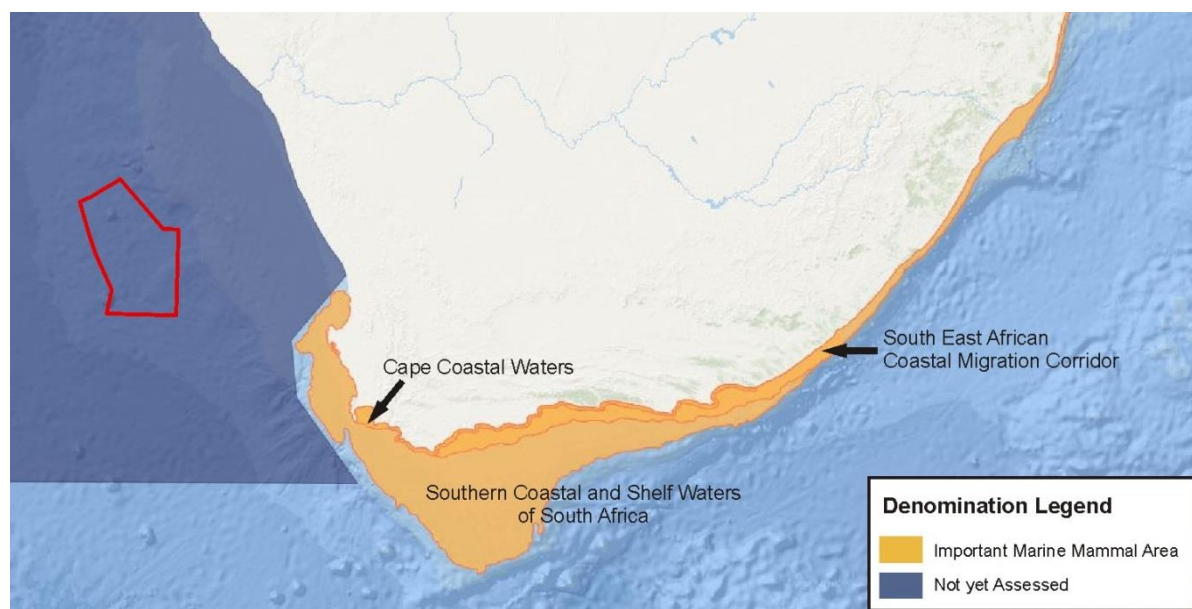 Cape Coastal Waters
South East African
Coastal Migration Corridor
Southern Coastal and Shelf Waters
of South Africa
Denomination Legend
Important Marine Mammal Area
Not yet Assessed